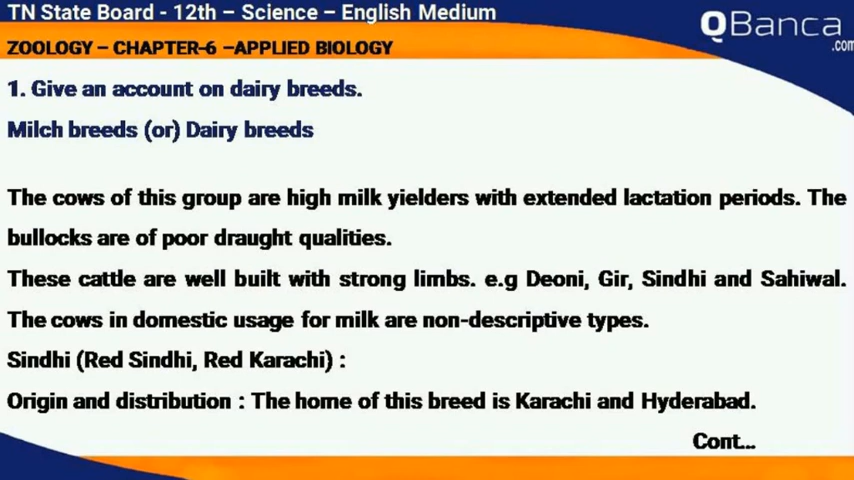 TN State Board - 12th – Science – English Medium
QBanca
.com
ZOOLOGY – CHAPTER-6 –APPLIED BIOLOGY
1. Give an account on dairy breeds.
Milch breeds (or) Dairy breeds
The cows of this group are high milk yielders with extended lactation periods. The
bullocks are of poor draught qualities.
These cattle are well built with strong limbs. e.g Deoni, Gir, Sindhi and Sahiwal.
The cows in domestic usage for milk are non-descriptive types.
Sindhi (Red Sindhi, Red Karachi) :
Origin and distribution : The home of this breed is Karachi and Hyderabad.
Cont...